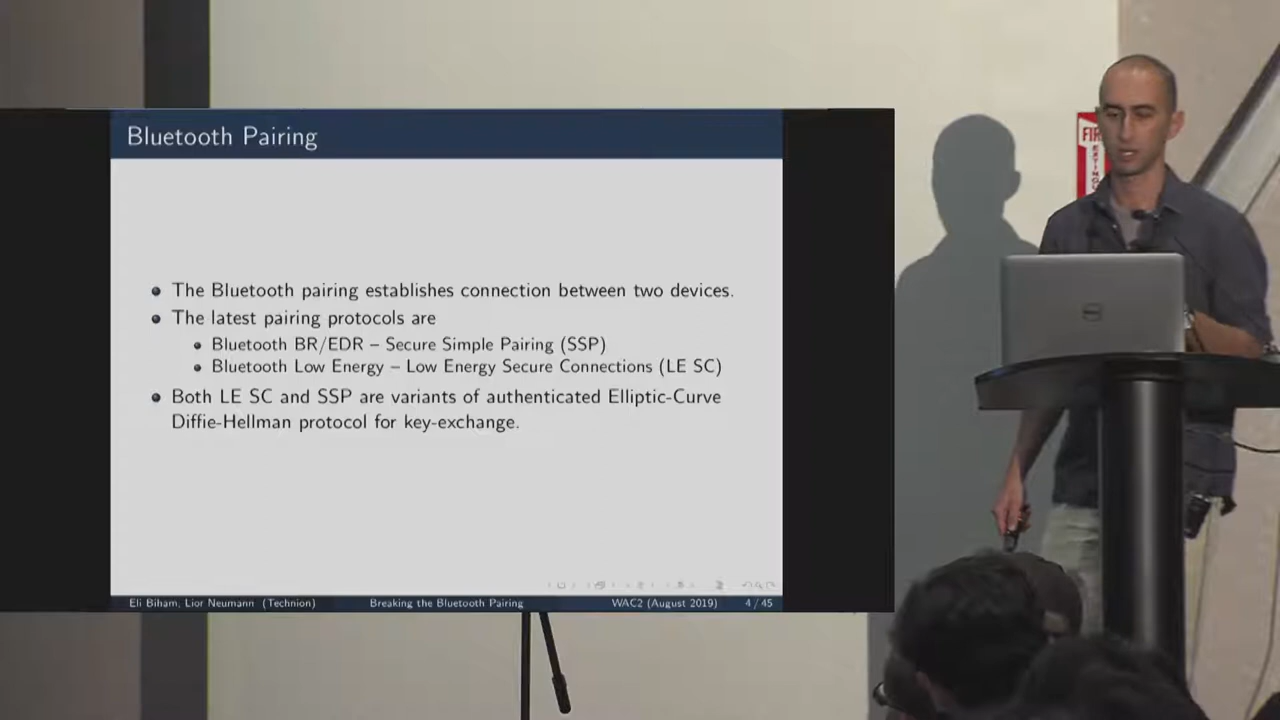 Bluetooth Pairing
The Bluetooth pairing establishes connection between two devices.
The latest pairing protocols are
Bluetooth BR/EDR – Secure Simple Pairing (SSP)
Bluetooth Low Energy – Low Energy Secure Connections (LE SC)
Both LE SC and SSP are variants of authenticated Elliptic-Curve
Diffie-Hellman protocol for key-exchange.
Eli Biham, Lior Neumann (Technion) Breaking the Bluetooth Pairing WAC2 (August 2019) 4 / 45
FIRE